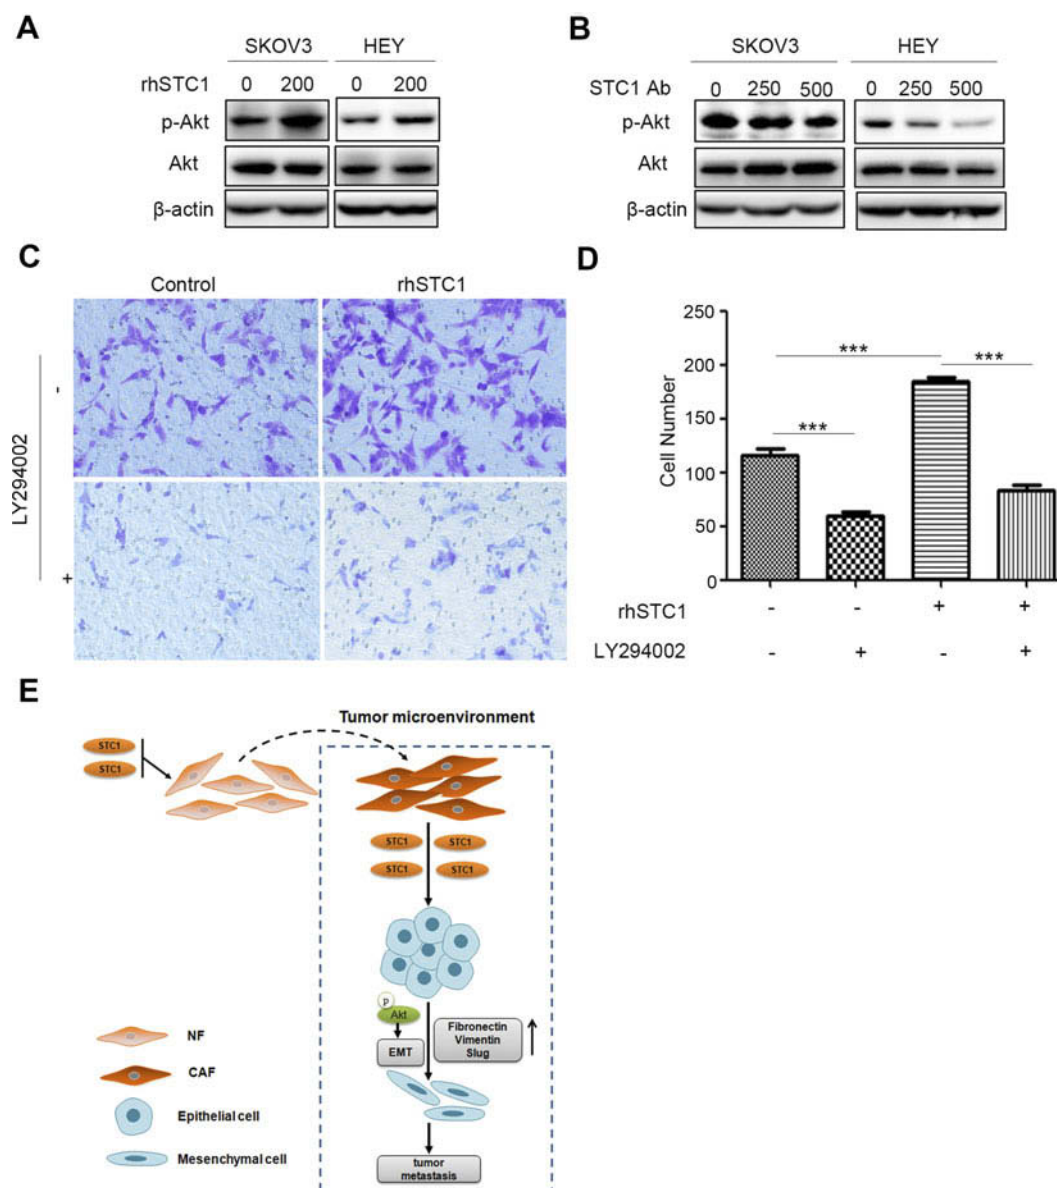 A
SKOV3 HEY
rhSTC1 0 200 0 200
p-Akt
Akt
β-actin
B
SKOV3 HEY
STC1 Ab 0 250 500 0 250 500
p-Akt
Akt
β-actin
C
Control rhSTC1
LY294002
-
+
D
Cell Number
250
200
150
100
50
0
*** ***
***
rhSTC1 - - + +
LY294002 - + - +
E
Tumor microenvironment
STC1
STC1
STC1 STC1
STC1 STC1
P
Akt
EMT
Fibronectin
Vimentin
Slug
NF
CAF
Epithelial cell
Mesenchymal cell
tumor
metastasis